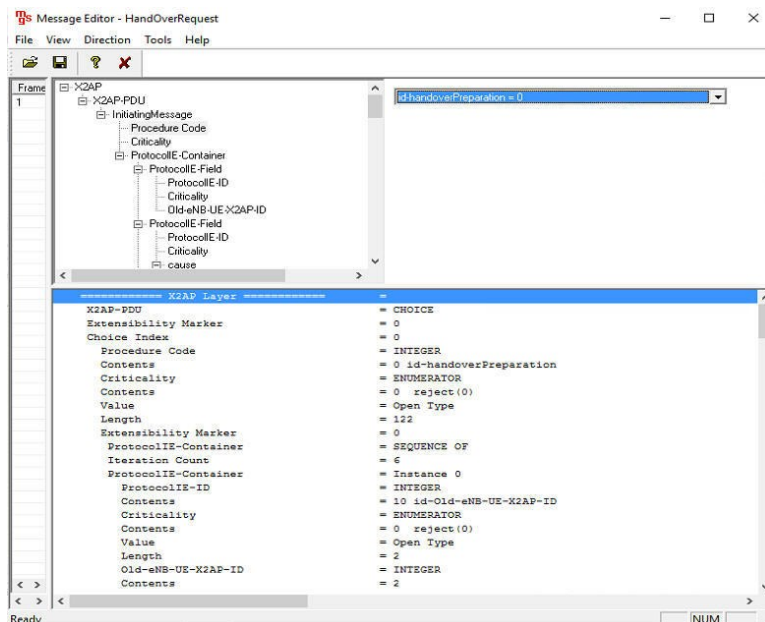 mgs Message Editor - HandOverRequest
File View Direction Tools Help
Frame
1
X2AP
X2AP-PDU
InitiatingMessage
Procedure Code
Criticality
ProtocolIE-Container
ProtocolIE-Field
ProtocolIE-ID
Criticality
Old-eNB-UE-X2AP-ID
ProtocolIE-Field
ProtocolIE-ID
Criticality
cause
id-handoverPreparation = 0
============ X2AP Layer ============ =
X2AP-PDU = CHOICE
Extensibility Marker = 0
Choice Index = 0
Procedure Code = INTEGER
Contents = 0 id-handoverPreparation
Criticality = ENUMERATOR
Contents = 0 reject(0)
Value = Open Type
Length = 122
Extensibility Marker = 0
ProtocolIE-Container = SEQUENCE OF
Iteration Count = 6
ProtocolIE-Container = Instance 0
ProtocolIE-ID = INTEGER
Contents = 10 id-Old-eNB-UE-X2AP-ID
Criticality = ENUMERATOR
Contents = 0 reject(0)
Value = Open Type
Length = 2
Old-eNB-UE-X2AP-ID = INTEGER
Contents = 2
Ready NUM